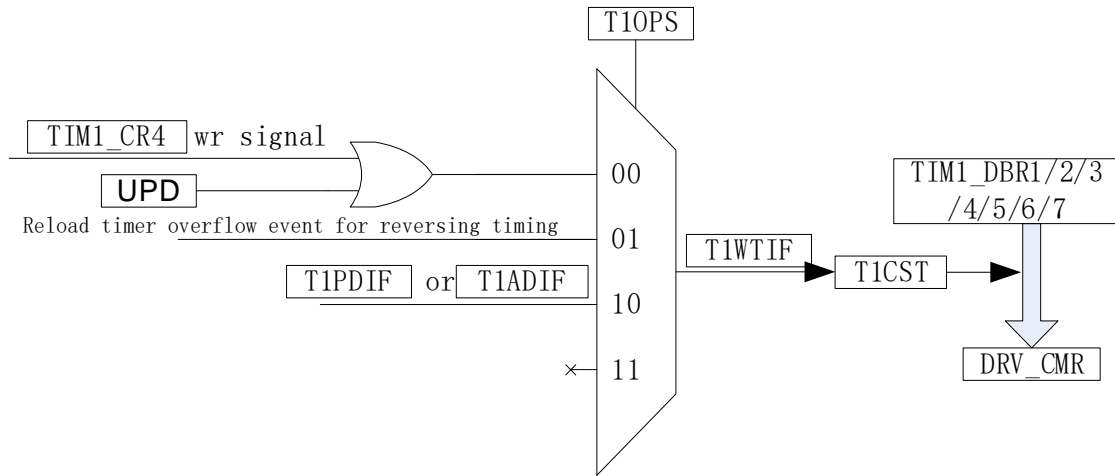 T1OPS
TIM1_CR4 wr signal
UPD
00
Reload timer overflow event for reversing timing
01
T1PDIF or T1ADIF
10
11
T1WTIF
T1CST
TIM1_DBR1/2/3
/4/5/6/7
DRV_CMR